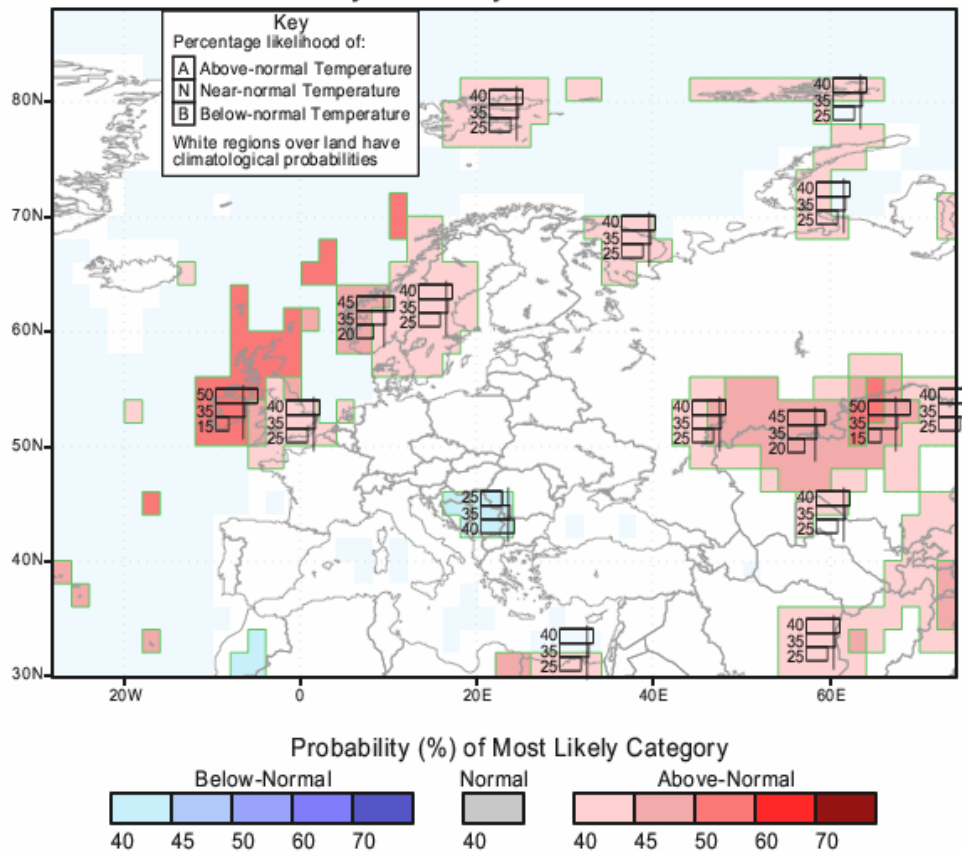 Key
Percentage likelihood of:
A Above-normal Temperature
N Near-normal Temperature
B Below-normal Temperature
White regions over land have
climatological probabilities
80N
70N
60N
50N
40N
30N
20W 0 20E 40E 60E
40
35
25
40
35
25
40
35
25
40
35
25
45
35
20
40
35
25
50
35
15
40
35
25
40
35
25
45
35
20
50
35
15
40
35
25
25
35
40
40
35
25
40
35
25
40
35
25
Probability (%) of Most Likely Category
Below-Normal Normal Above-Normal
40 45 50 60 70 40 40 45 50 60 70